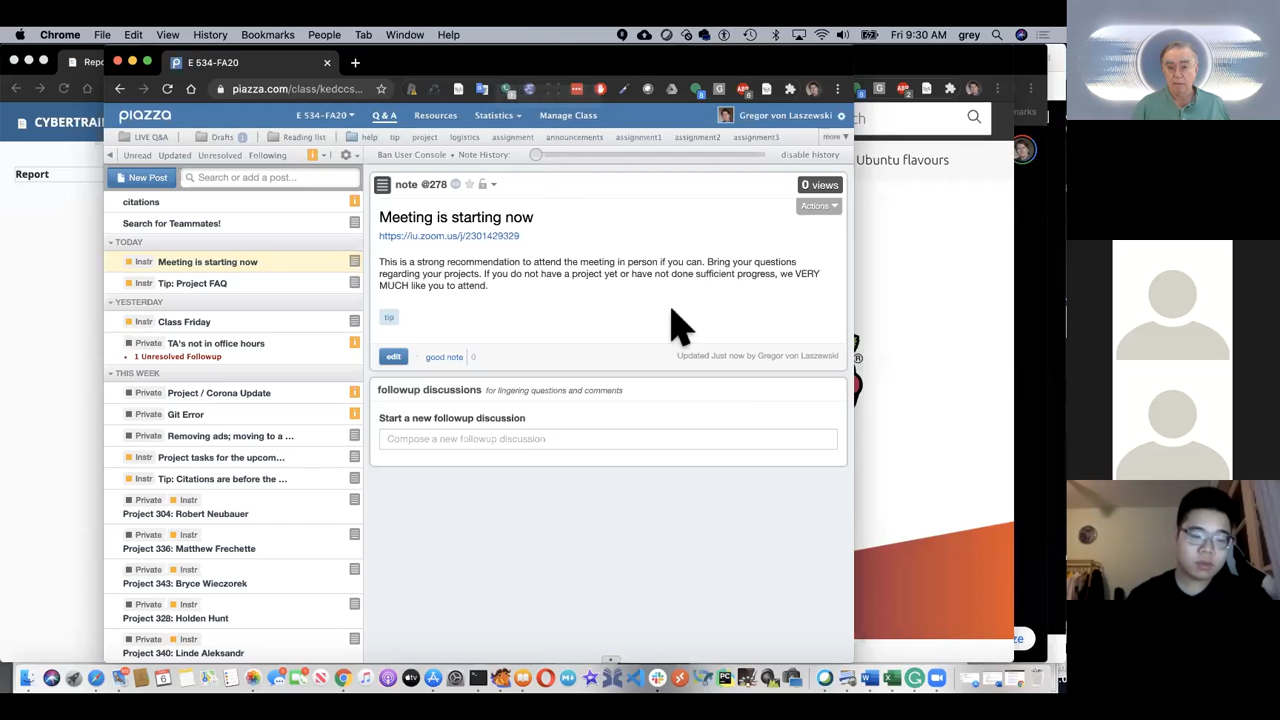 Chrome File Edit View History Bookmarks People Tab Window Help Fri 9:30 AM grey
E 534-FA20
piazza.com/class/kedccs...
CYBERTRAI
Report
piazza E 534-FA20 Q & A Resources Statistics Manage Class Gregor von Laszewski
LIVE Q&A Drafts Reading list help tip project logistics assignment announcements assignment1 assignment2 assignment3 more
Unread Updated Unresolved Following Ban User Console • Note History: disable history
New Post Search or add a post...
citations
Search for Teammates!
TODAY
Instr Meeting is starting now
Instr Tip: Project FAQ
YESTERDAY
Instr Class Friday
Private TA's not in office hours
• 1 Unresolved Followup
THIS WEEK
Private Project / Corona Update
Private Git Error
Private Removing ads; moving to a ...
Instr Project tasks for the upcom...
Instr Tip: Citations are before the ...
Private Instr
Project 304: Robert Neubauer
Private Instr
Project 336: Matthew Frechette
Private Instr
Project 343: Bryce Wieczorek
Private Instr
Project 328: Holden Hunt
Private Instr
Project 340: Linde Aleksandr
note @278
0 views
Actions
Meeting is starting now
https://iu.zoom.us/j/2301429329
This is a strong recommendation to attend the meeting in person if you can. Bring your questions
regarding your projects. If you do not have a project yet or have not done sufficient progress, we VERY
MUCH like you to attend.
tip
edit good note 0
Updated Just now by Gregor von Laszewski
followup discussions for lingering questions and comments
Start a new followup discussion
Compose a new followup discussion
Ubuntu flavours